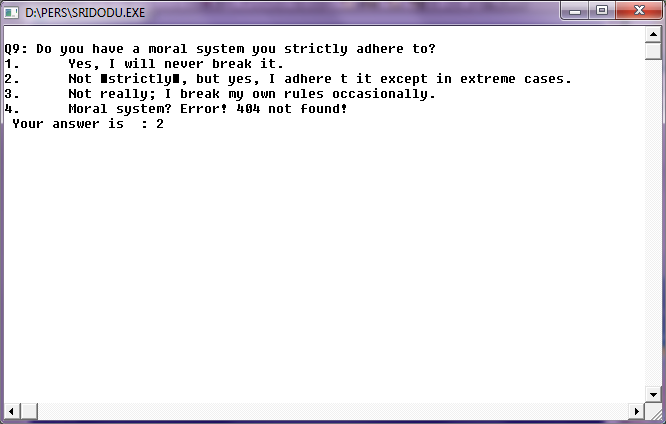 D:\PERS\SRIDODU.EXE
Q9: Do you have a moral system you strictly adhere to?
1. Yes, I will never break it.
2. Not ■strictly■, but yes, I adhere t it except in extreme cases.
3. Not really; I break my own rules occasionally.
4. Moral system? Error! 404 not found!
Your answer is : 2